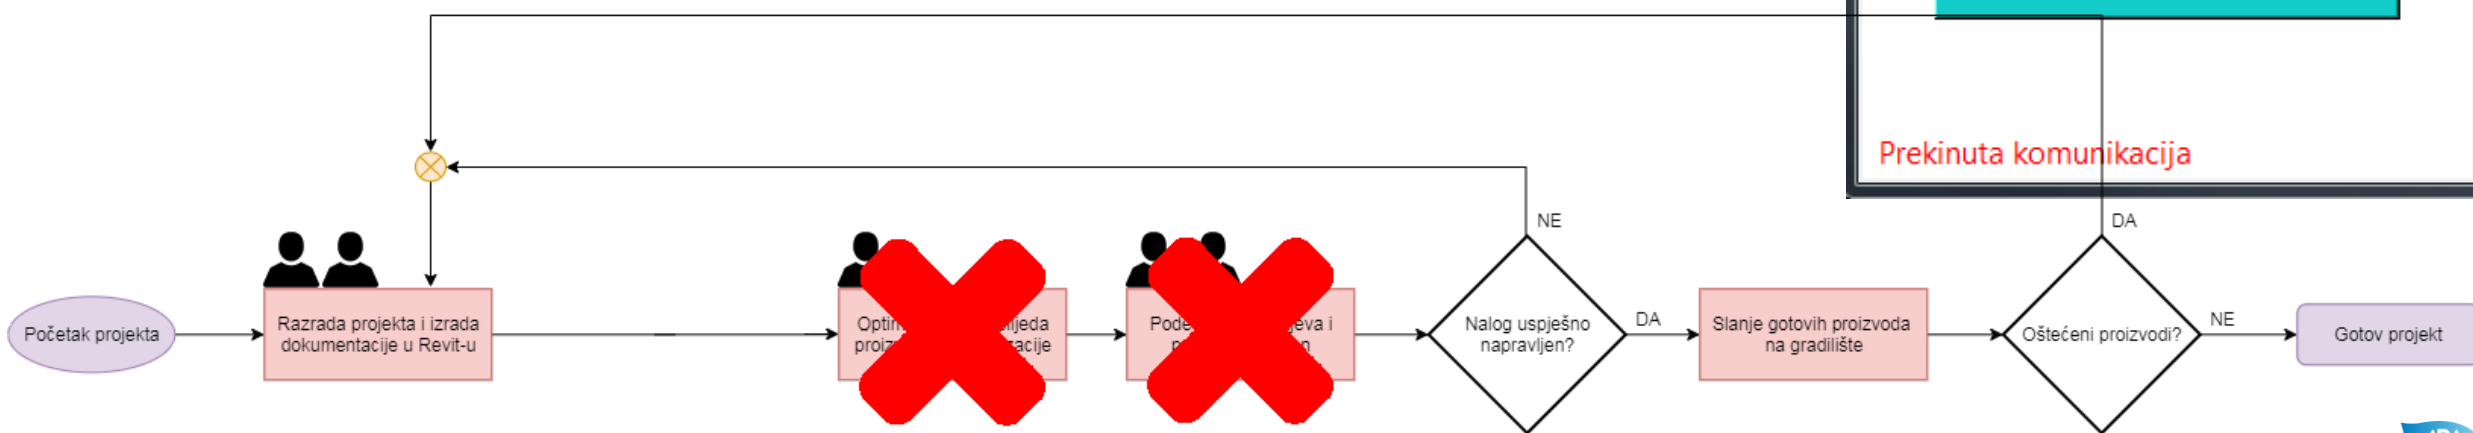 Prekinuta komunikacija
NE
DA
Početak projekta
Razrada projekta i izrada
dokumentacije u Revit-u
Nalog uspješno
napravljen?
DA
Slanje gotovih proizvoda
na gradilište
Oštećeni proizvodi?
NE
Gotov projekt